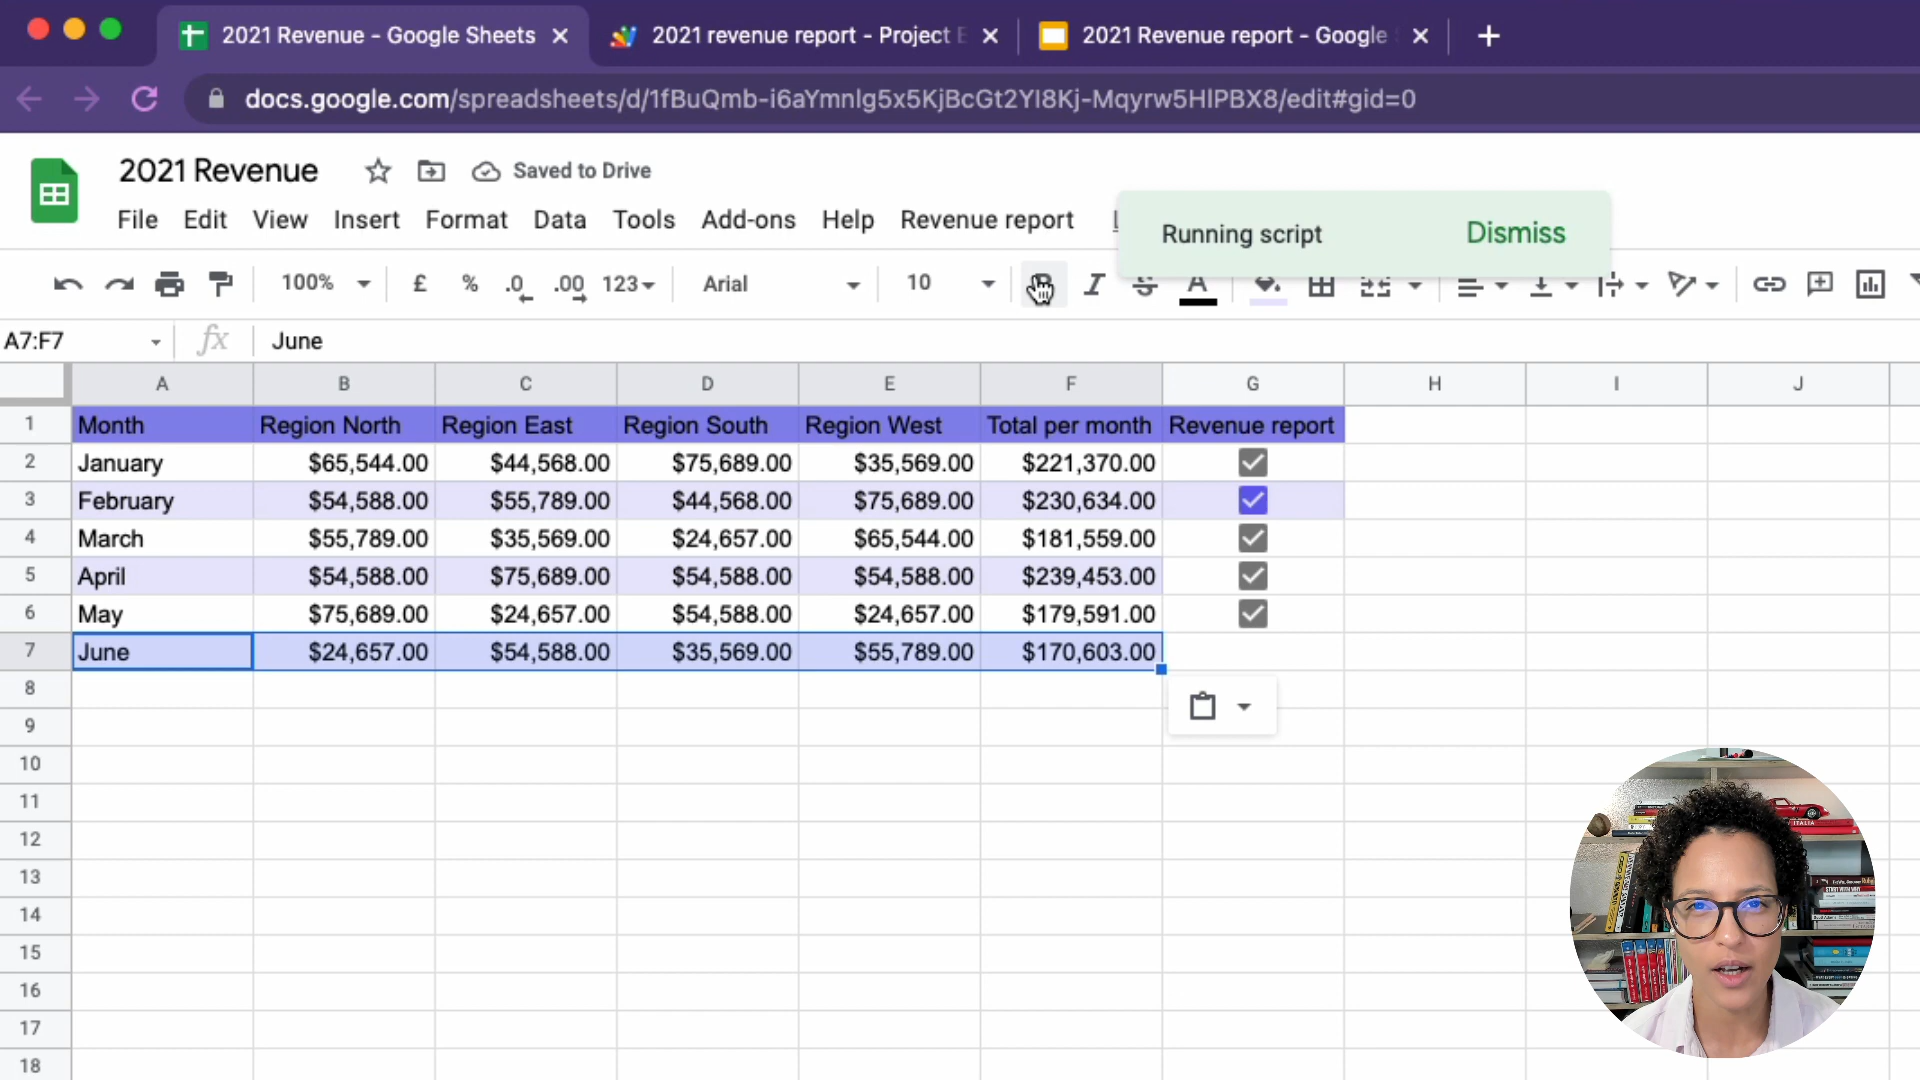 2021 Revenue - Google Sheets
2021 revenue report - Project E
2021 Revenue report - Google
docs.google.com/spreadsheets/d/1fBuQmb-i6aYmnlg5x5KjBcGt2YI8Kj-Mqyrw5HlPBX8/edit#gid=0
2021 Revenue
Saved to Drive
File Edit View Insert Format Data Tools Add-ons Help Revenue report
Running script Dismiss
100% £ % .0 .00 123 Arial 10 B I S A
A7:F7 fx June
A B C D E F G H I J
1 Month Region North Region East Region South Region West Total per month Revenue report
2 January $65,544.00 $44,568.00 $75,689.00 $35,569.00 $221,370.00
3 February $54,588.00 $55,789.00 $44,568.00 $75,689.00 $230,634.00
4 March $55,789.00 $35,569.00 $24,657.00 $65,544.00 $181,559.00
5 April $54,588.00 $75,689.00 $54,588.00 $54,588.00 $239,453.00
6 May $75,689.00 $24,657.00 $54,588.00 $24,657.00 $179,591.00
7 June $24,657.00 $54,588.00 $35,569.00 $55,789.00 $170,603.00
8
9
10
11
12
13
14
15
16
17
18
ITALIA
START WITH WHY